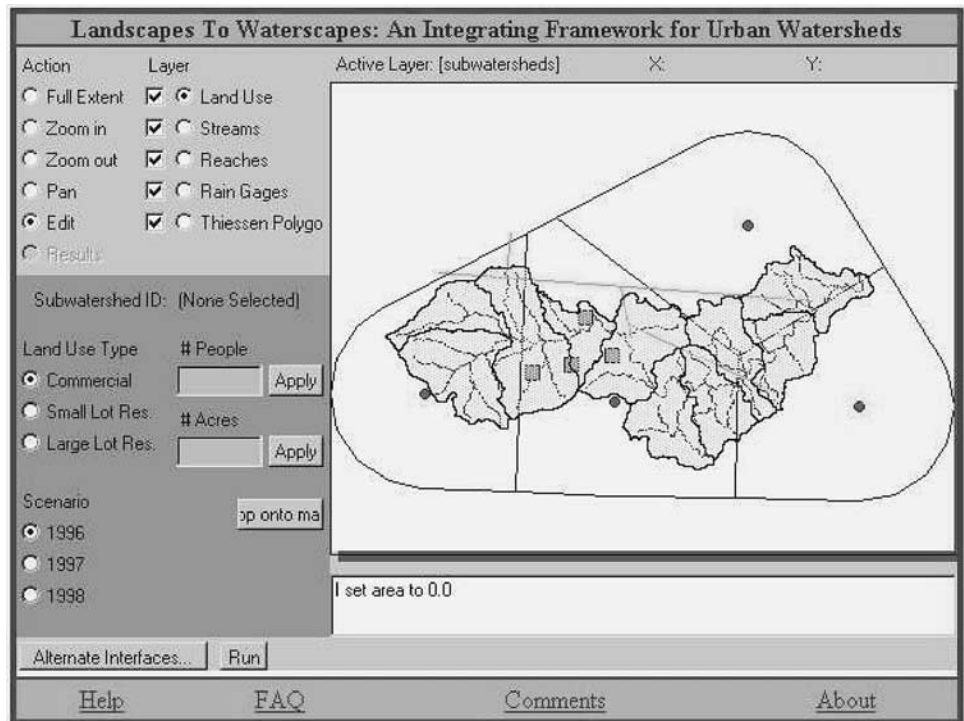 Landscapes To Waterscapes: An Integrating Framework for Urban Watersheds
Action Layer
Full Extent Land Use
Zoom in Streams
Zoom out Reaches
Pan Rain Gages
Edit Thiessen Polygo
Results
Active Layer: [subwatersheds] X: Y:
Subwatershed ID: (None Selected)
Land Use Type # People
Commercial Apply
Small Lot Res. # Acres
Large Lot Res. Apply
Scenario
op onto ma
1996
1997
1998
I set area to 0.0
Alternate Interfaces... Run
Help FAQ Comments About